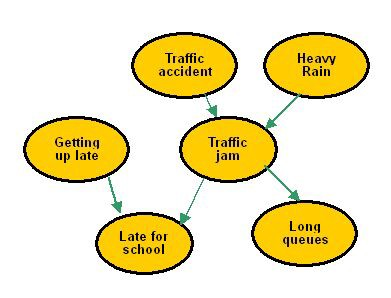 Traffic
accident
Heavy
Rain
Getting
up late
Traffic
jam
Late for
school
Long
queues